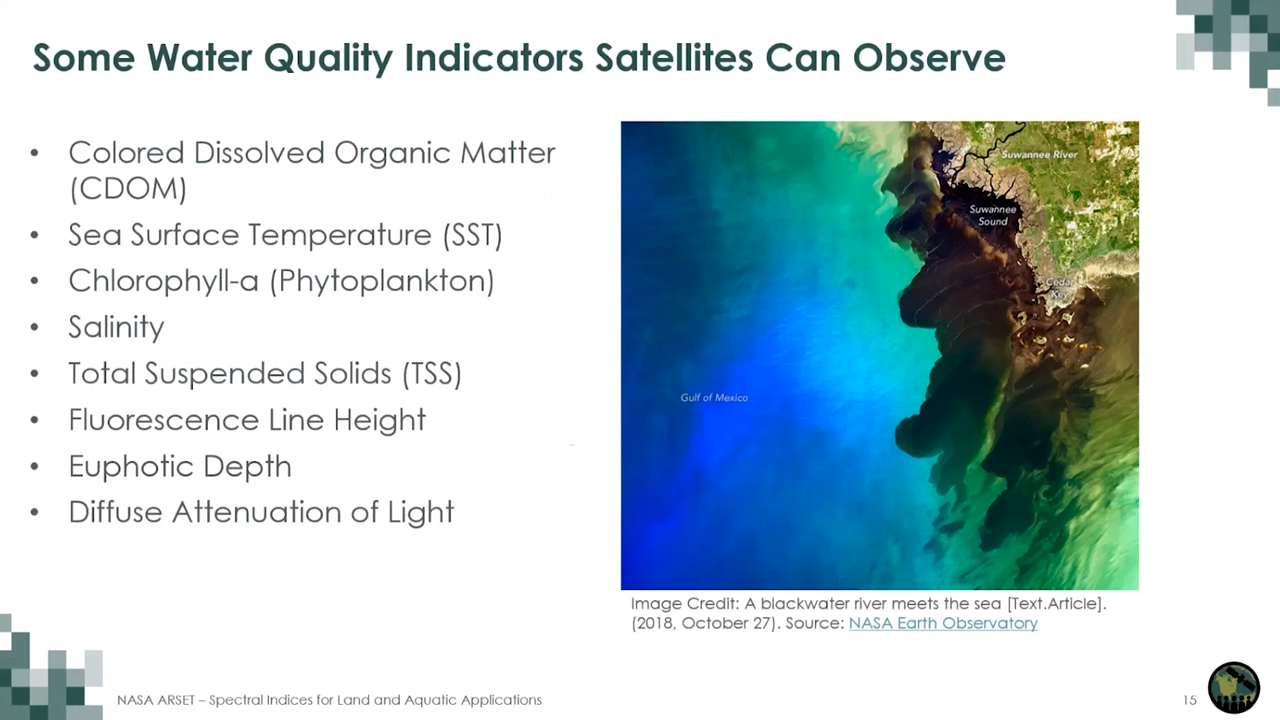 Some Water Quality Indicators Satellites Can Observe
• Colored Dissolved Organic Matter
(CDOM)
• Sea Surface Temperature (SST)
• Chlorophyll-a (Phytoplankton)
• Salinity
• Total Suspended Solids (TSS)
• Fluorescence Line Height
• Euphotic Depth
• Diffuse Attenuation of Light
Suwannee River
Suwannee
Sound
Cedar
Key
Gulf of Mexico
Image Credit: A blackwater river meets the sea [Text.Article].
(2018, October 27). Source: NASA Earth Observatory
NASA ARSET – Spectral Indices for Land and Aquatic Applications
15